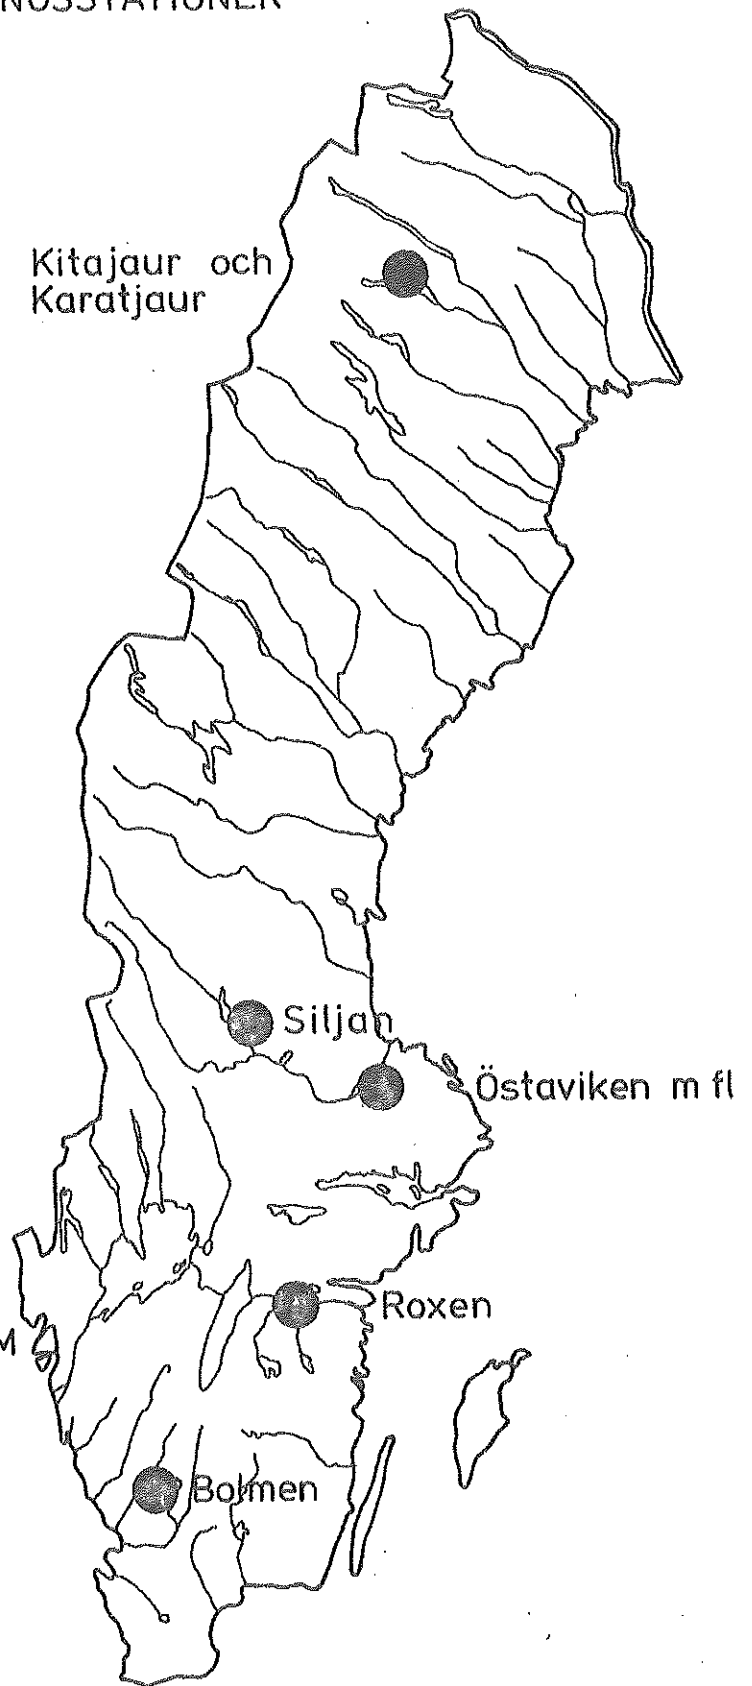 Kitajaur och
Karatjaur
Siljan
Östaviken m fl
Roxen
Bolmen